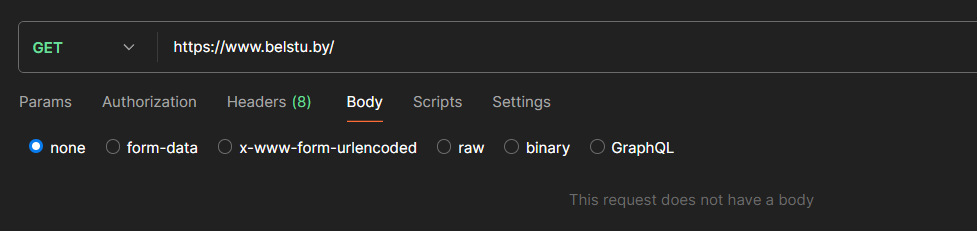 GET https://www.belstu.by/
Params Authorization Headers (8) Body Scripts Settings
none form-data x-www-form-urlencoded raw binary GraphQL
This request does not have a body